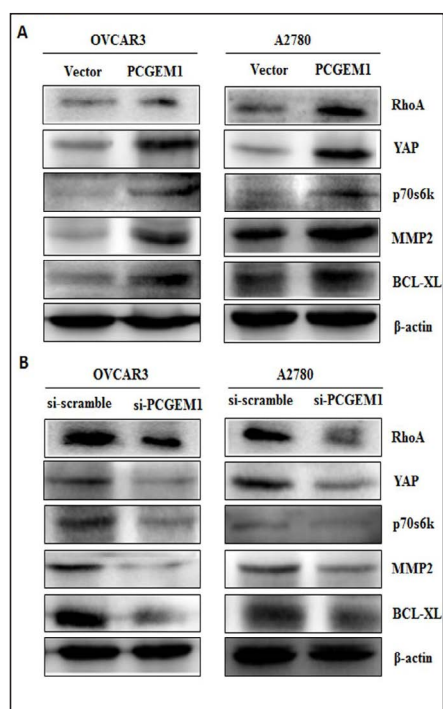 A
OVCAR3 A2780
Vector PCGEM1 Vector PCGEM1
RhoA
YAP
p70s6k
MMP2
BCL-XL
β-actin
B
OVCAR3 A2780
si-scramble si-PCGEM1 si-scramble si-PCGEM1
RhoA
YAP
p70s6k
MMP2
BCL-XL
β-actin